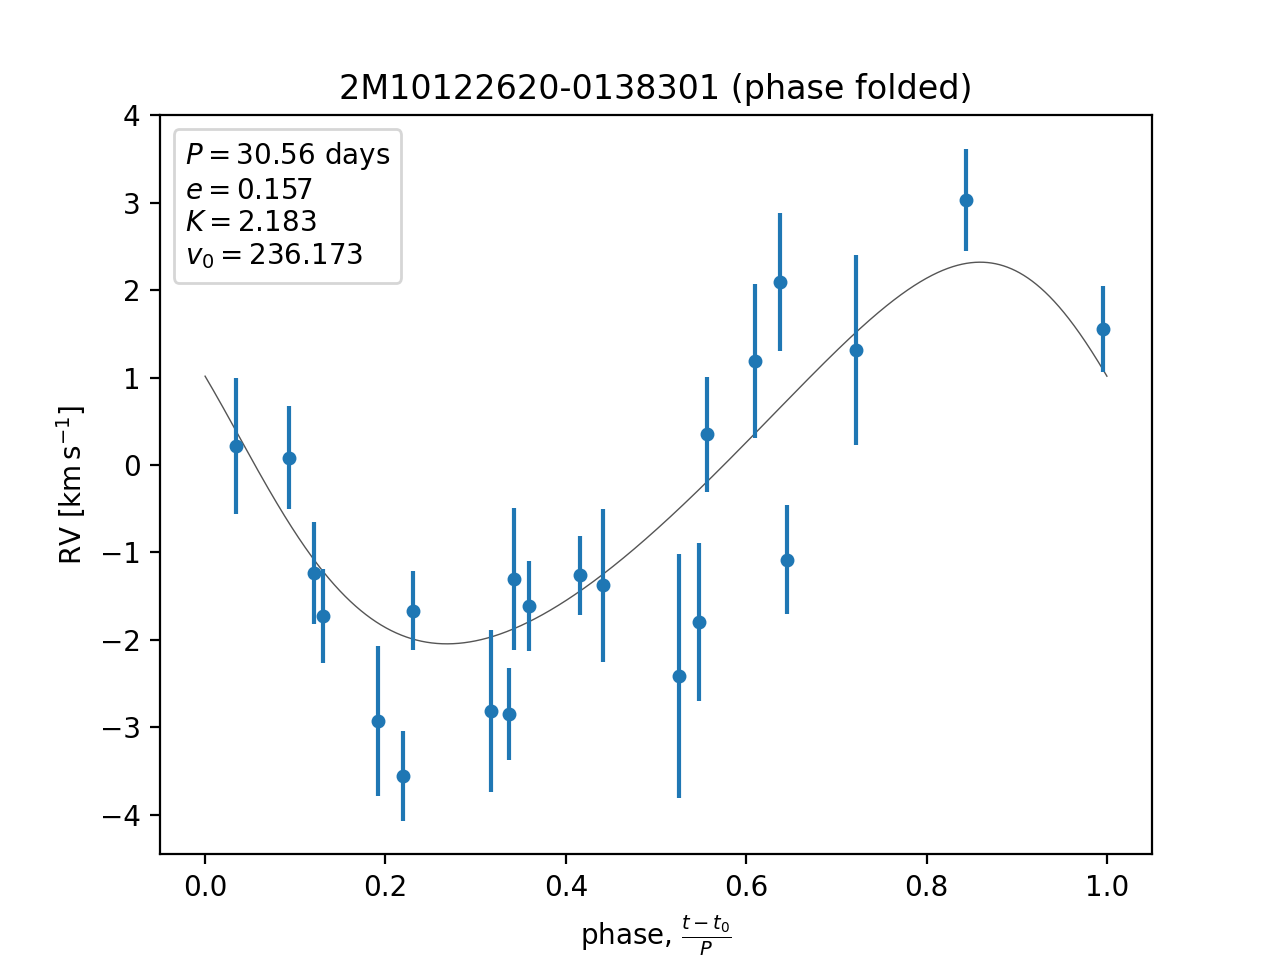 2M10122620-0138301 (phase folded)
P = 30.56 days
e = 0.157
K = 2.183
v₀ = 236.173
4
3
2
1
0
−1
−2
−3
−4
RV [km s⁻¹]
0.0 0.2 0.4 0.6 0.8 1.0
phase, (t − t₀)/P